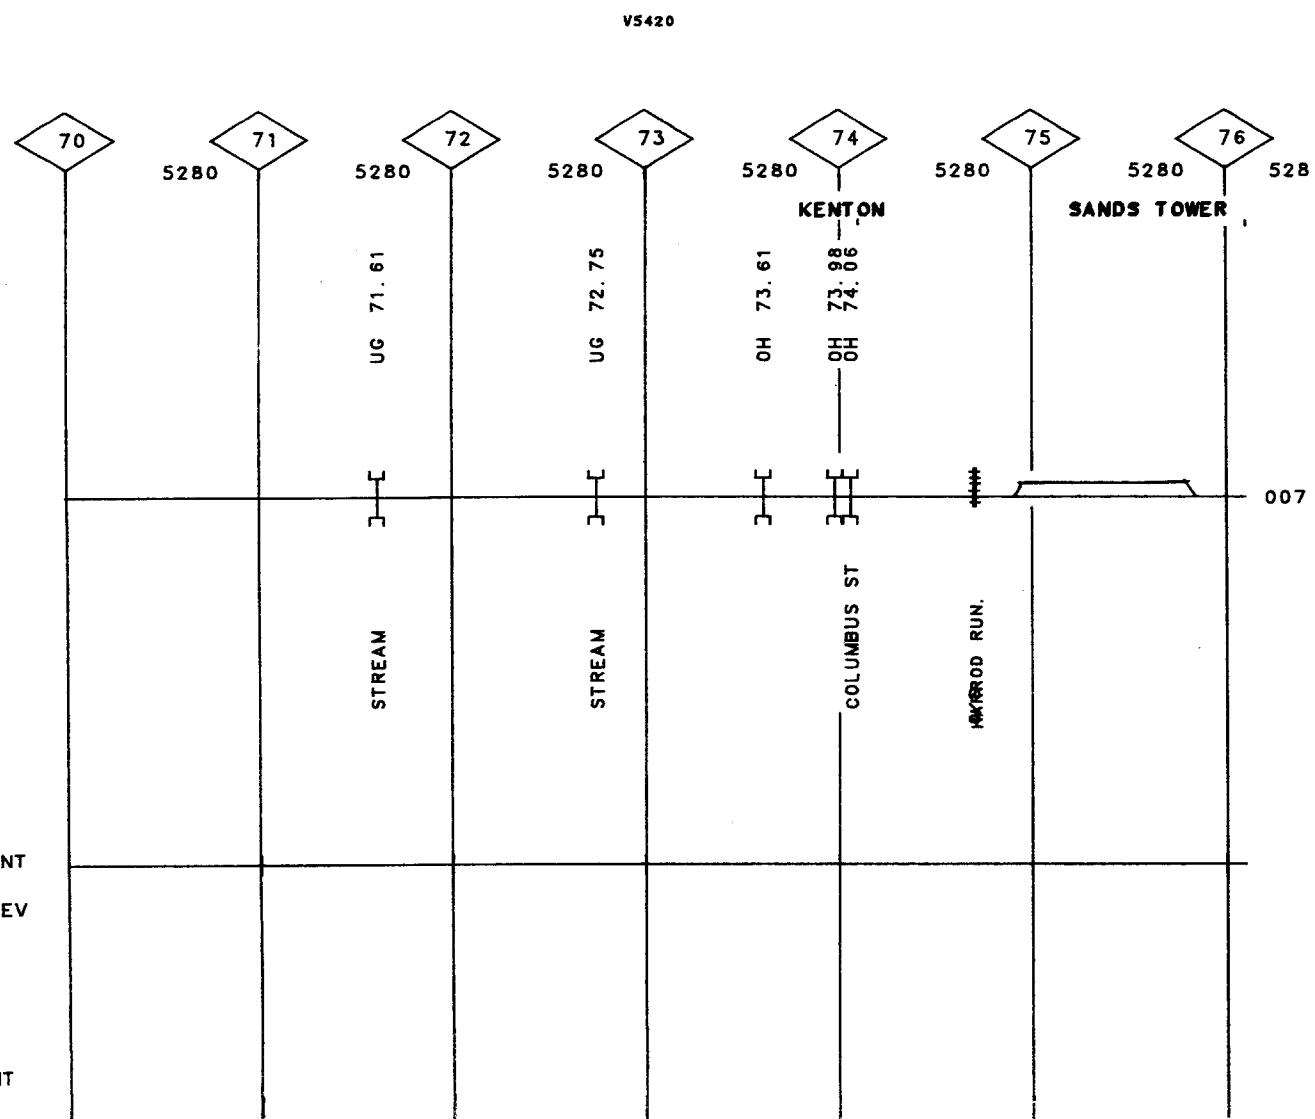 V5420
70 71 72 73 74 75 76
5280 5280 5280 5280 5280 5280 528
KENTON SANDS TOWER
UG 71.61
UG 72.75
OH 73.61
OH 73.98
OH 74.06
007
STREAM
STREAM
COLUMBUS ST
RUN.
NT
EV